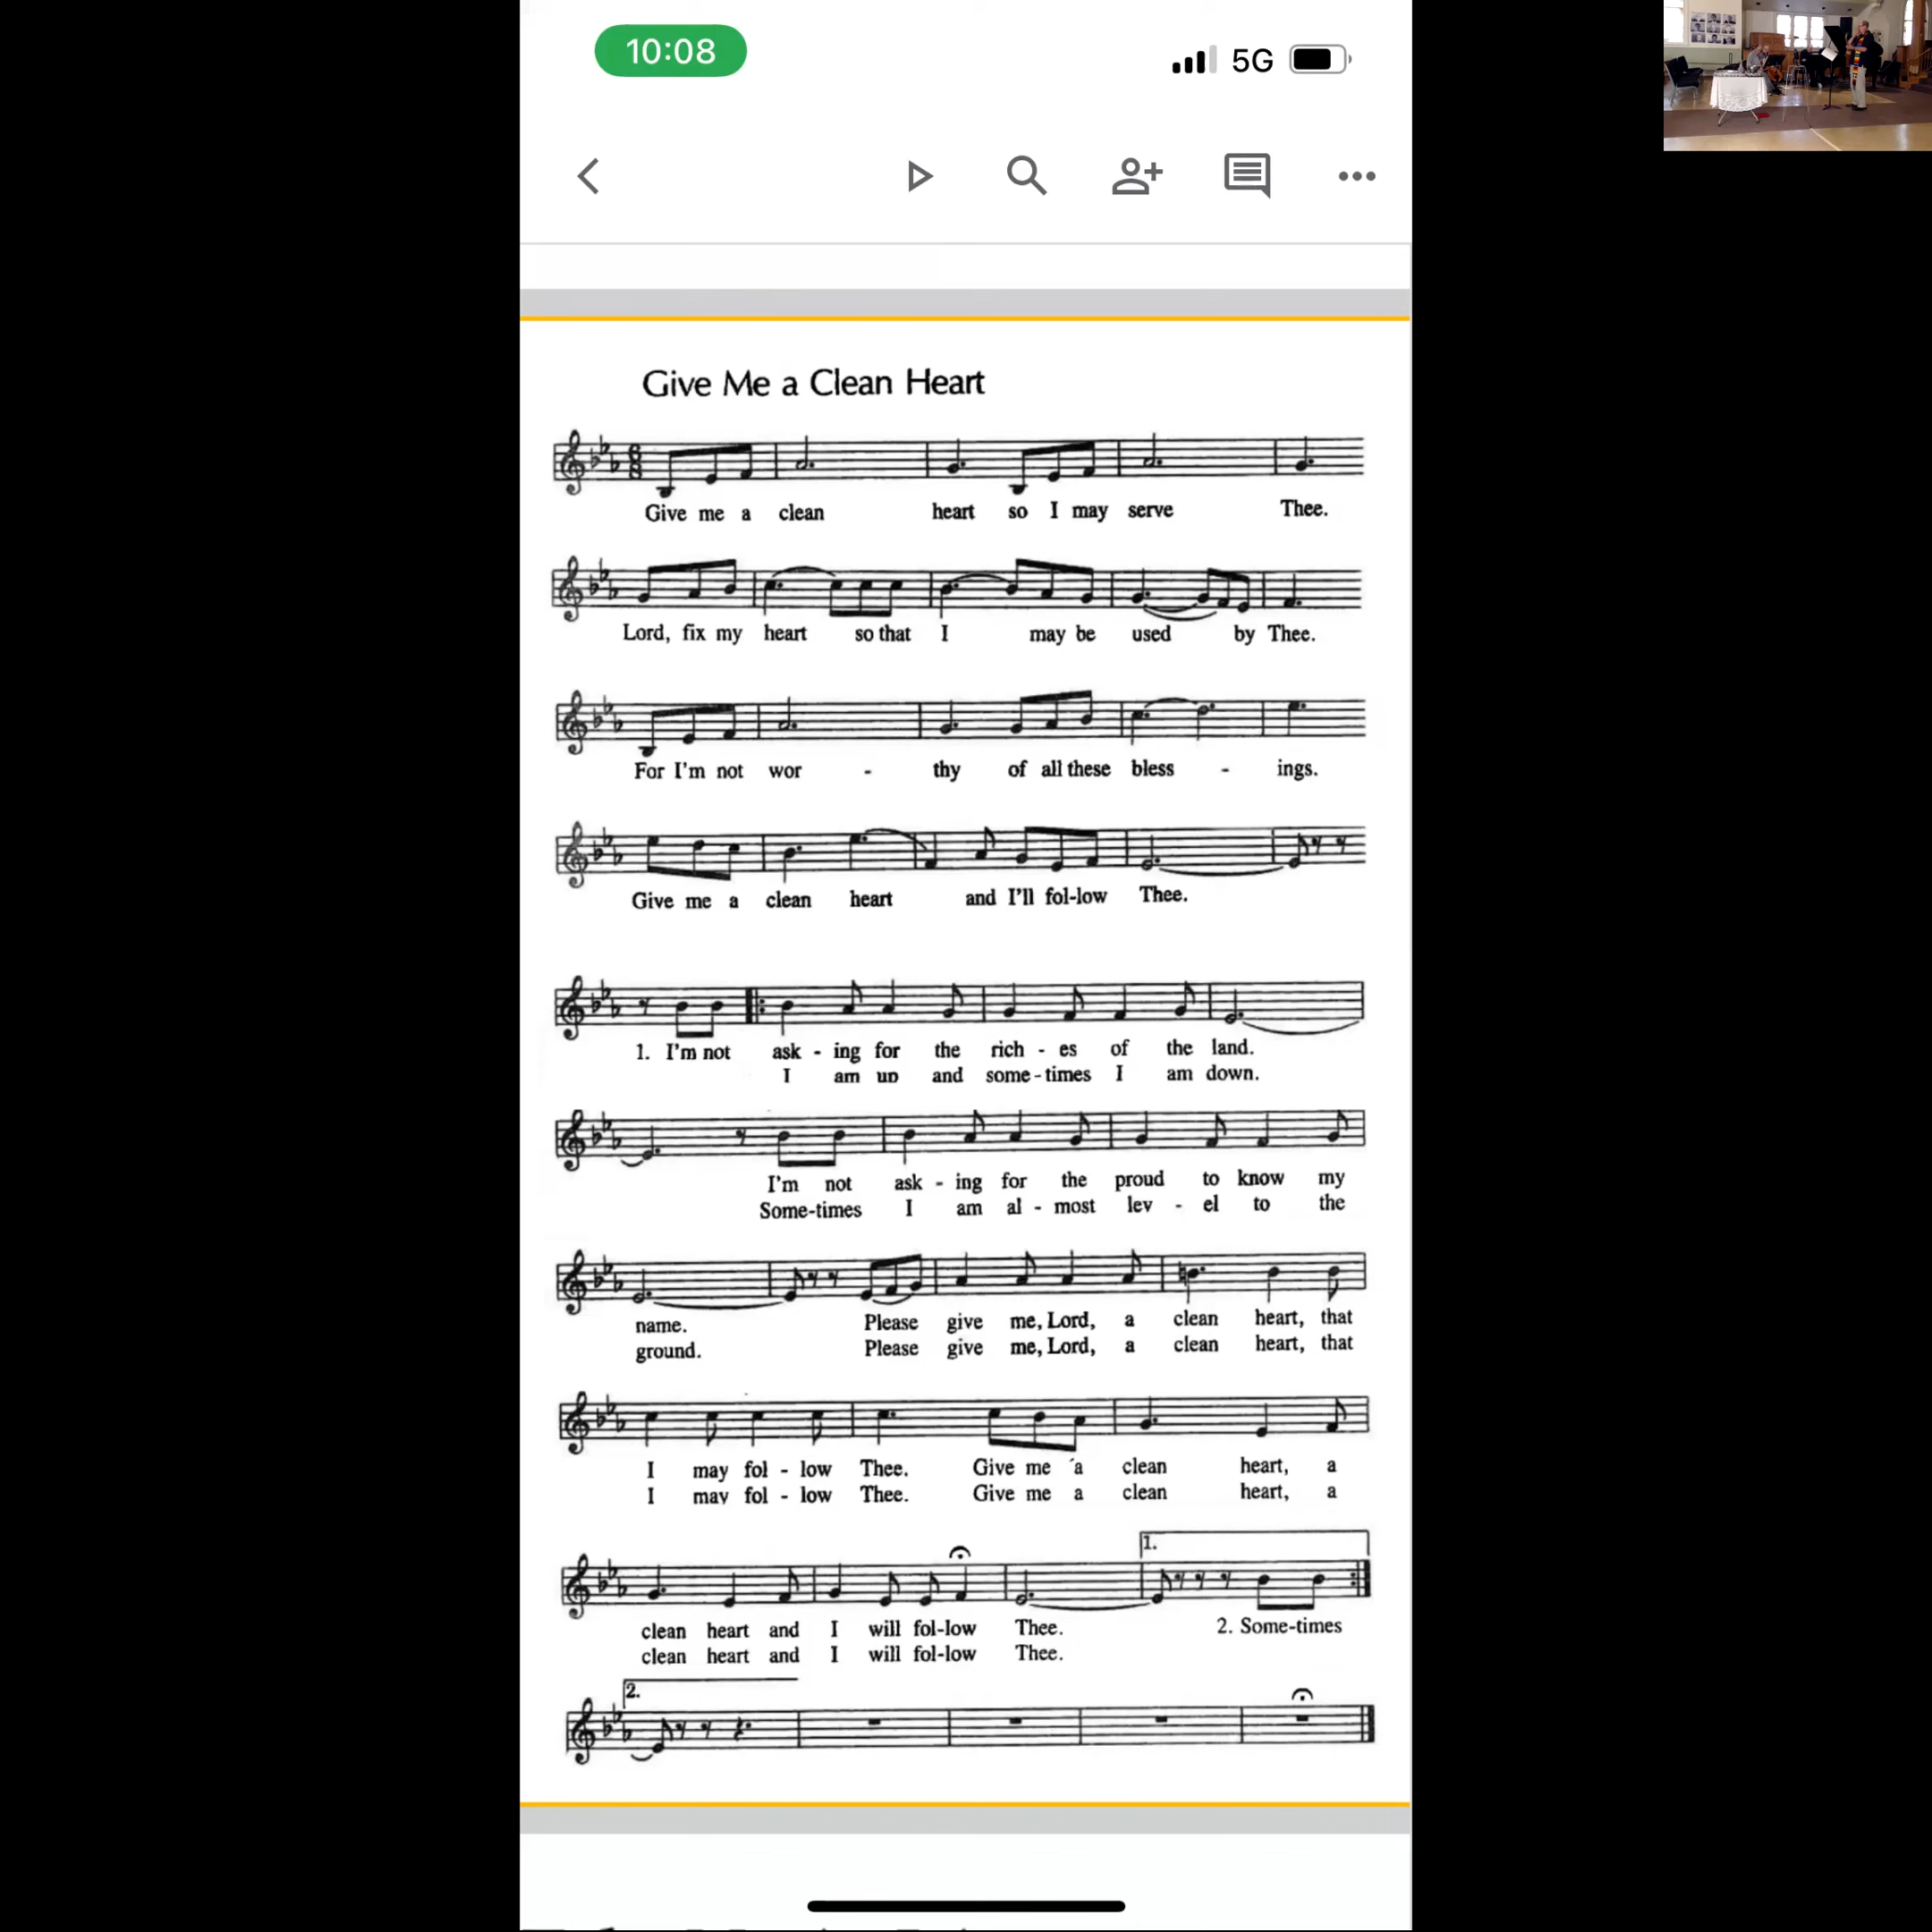 10:08
5G
Give Me a Clean Heart
Give me a clean heart so I may serve Thee.
Lord, fix my heart so that I may be used by Thee.
For I'm not wor - thy of all these bless - ings.
Give me a clean heart and I'll fol-low Thee.
1. I'm not ask - ing for the rich - es of the land.
I am up and some-times I am down.
I'm not ask - ing for the proud to know my
Some-times I am al - most lev - el to the
name. Please give me, Lord, a clean heart, that
ground. Please give me, Lord, a clean heart, that
I may fol - low Thee. Give me a clean heart, a
I may fol - low Thee. Give me a clean heart, a
1.
clean heart and I will fol-low Thee. 2. Some-times
clean heart and I will fol-low Thee.
2.